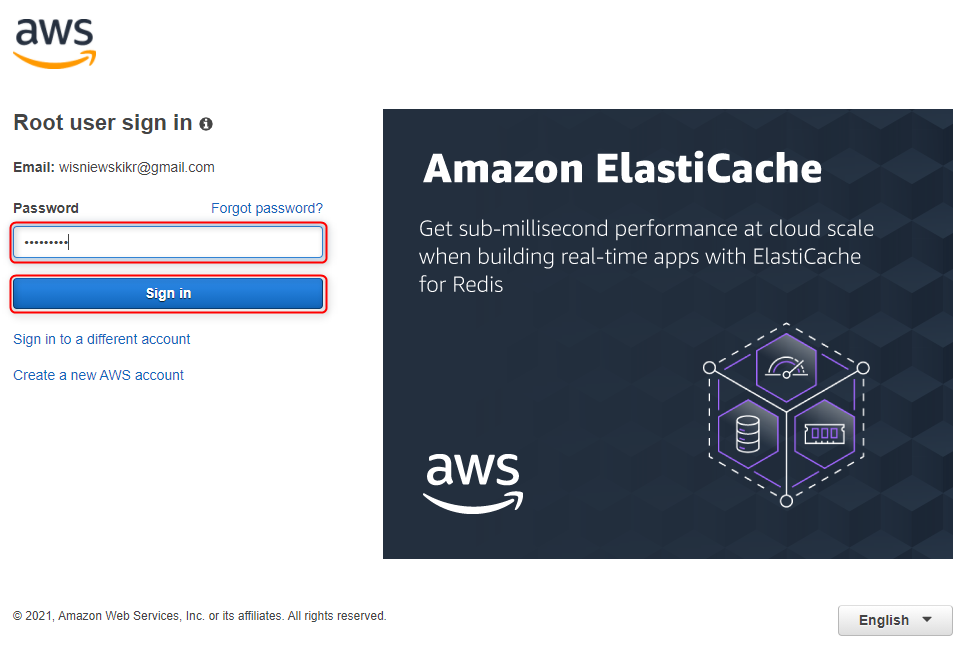 aws
Root user sign in
Email: wisniewskikr@gmail.com
Password Forgot password?
•••••••••
Sign in
Sign in to a different account
Create a new AWS account
Amazon ElastiCache
Get sub-millisecond performance at cloud scale
when building real-time apps with ElastiCache
for Redis
aws
© 2021, Amazon Web Services, Inc. or its affiliates. All rights reserved.
English